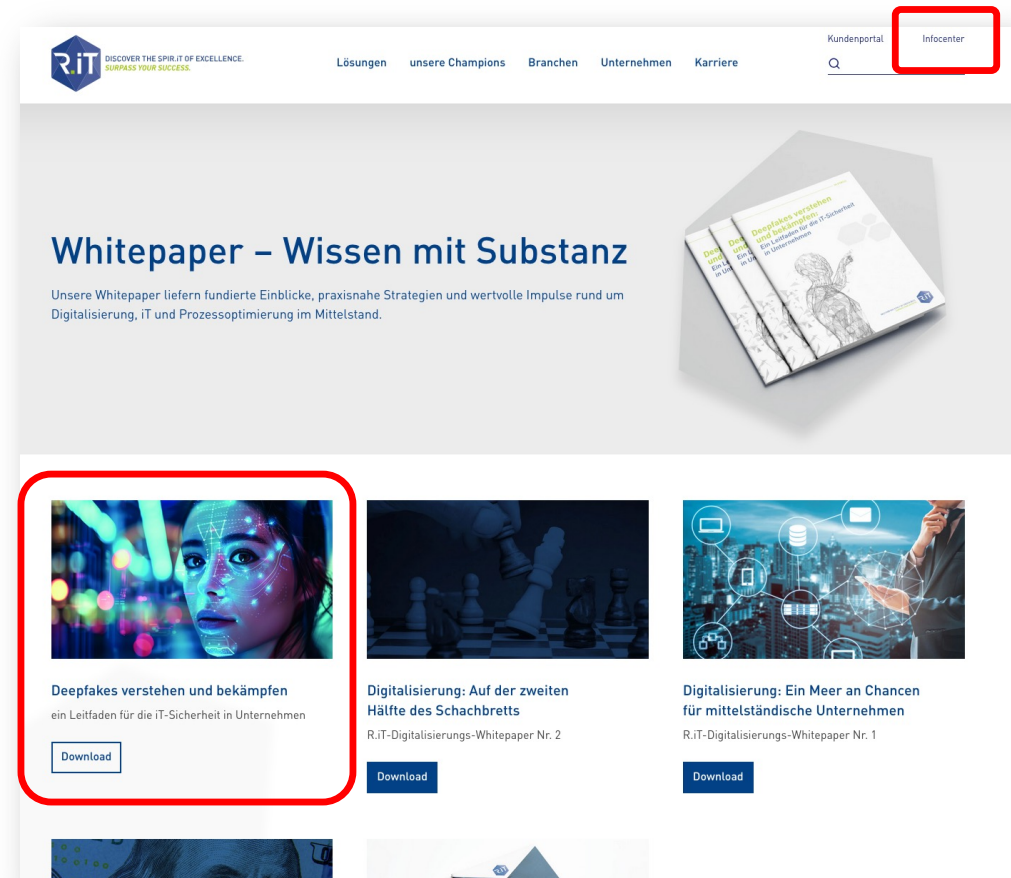 R.iT
DISCOVER THE SPIR.iT OF EXCELLENCE.
SURPASS YOUR SUCCESS.
Lösungen unsere Champions Branchen Unternehmen Karriere
Kundenportal Infocenter
Whitepaper – Wissen mit Substanz
Unsere Whitepaper liefern fundierte Einblicke, praxisnahe Strategien und wertvolle Impulse rund um
Digitalisierung, iT und Prozessoptimierung im Mittelstand.
Deepfakes verstehen
und bekämpfen:
Ein Leitfaden für die iT-Sicherheit
in Unternehmen
R.iT
Deepfakes verstehen und bekämpfen
ein Leitfaden für die iT-Sicherheit in Unternehmen
Download
Digitalisierung: Auf der zweiten
Hälfte des Schachbretts
R.iT-Digitalisierungs-Whitepaper Nr. 2
Download
Digitalisierung: Ein Meer an Chancen
für mittelständische Unternehmen
R.iT-Digitalisierungs-Whitepaper Nr. 1
Download
R.iT